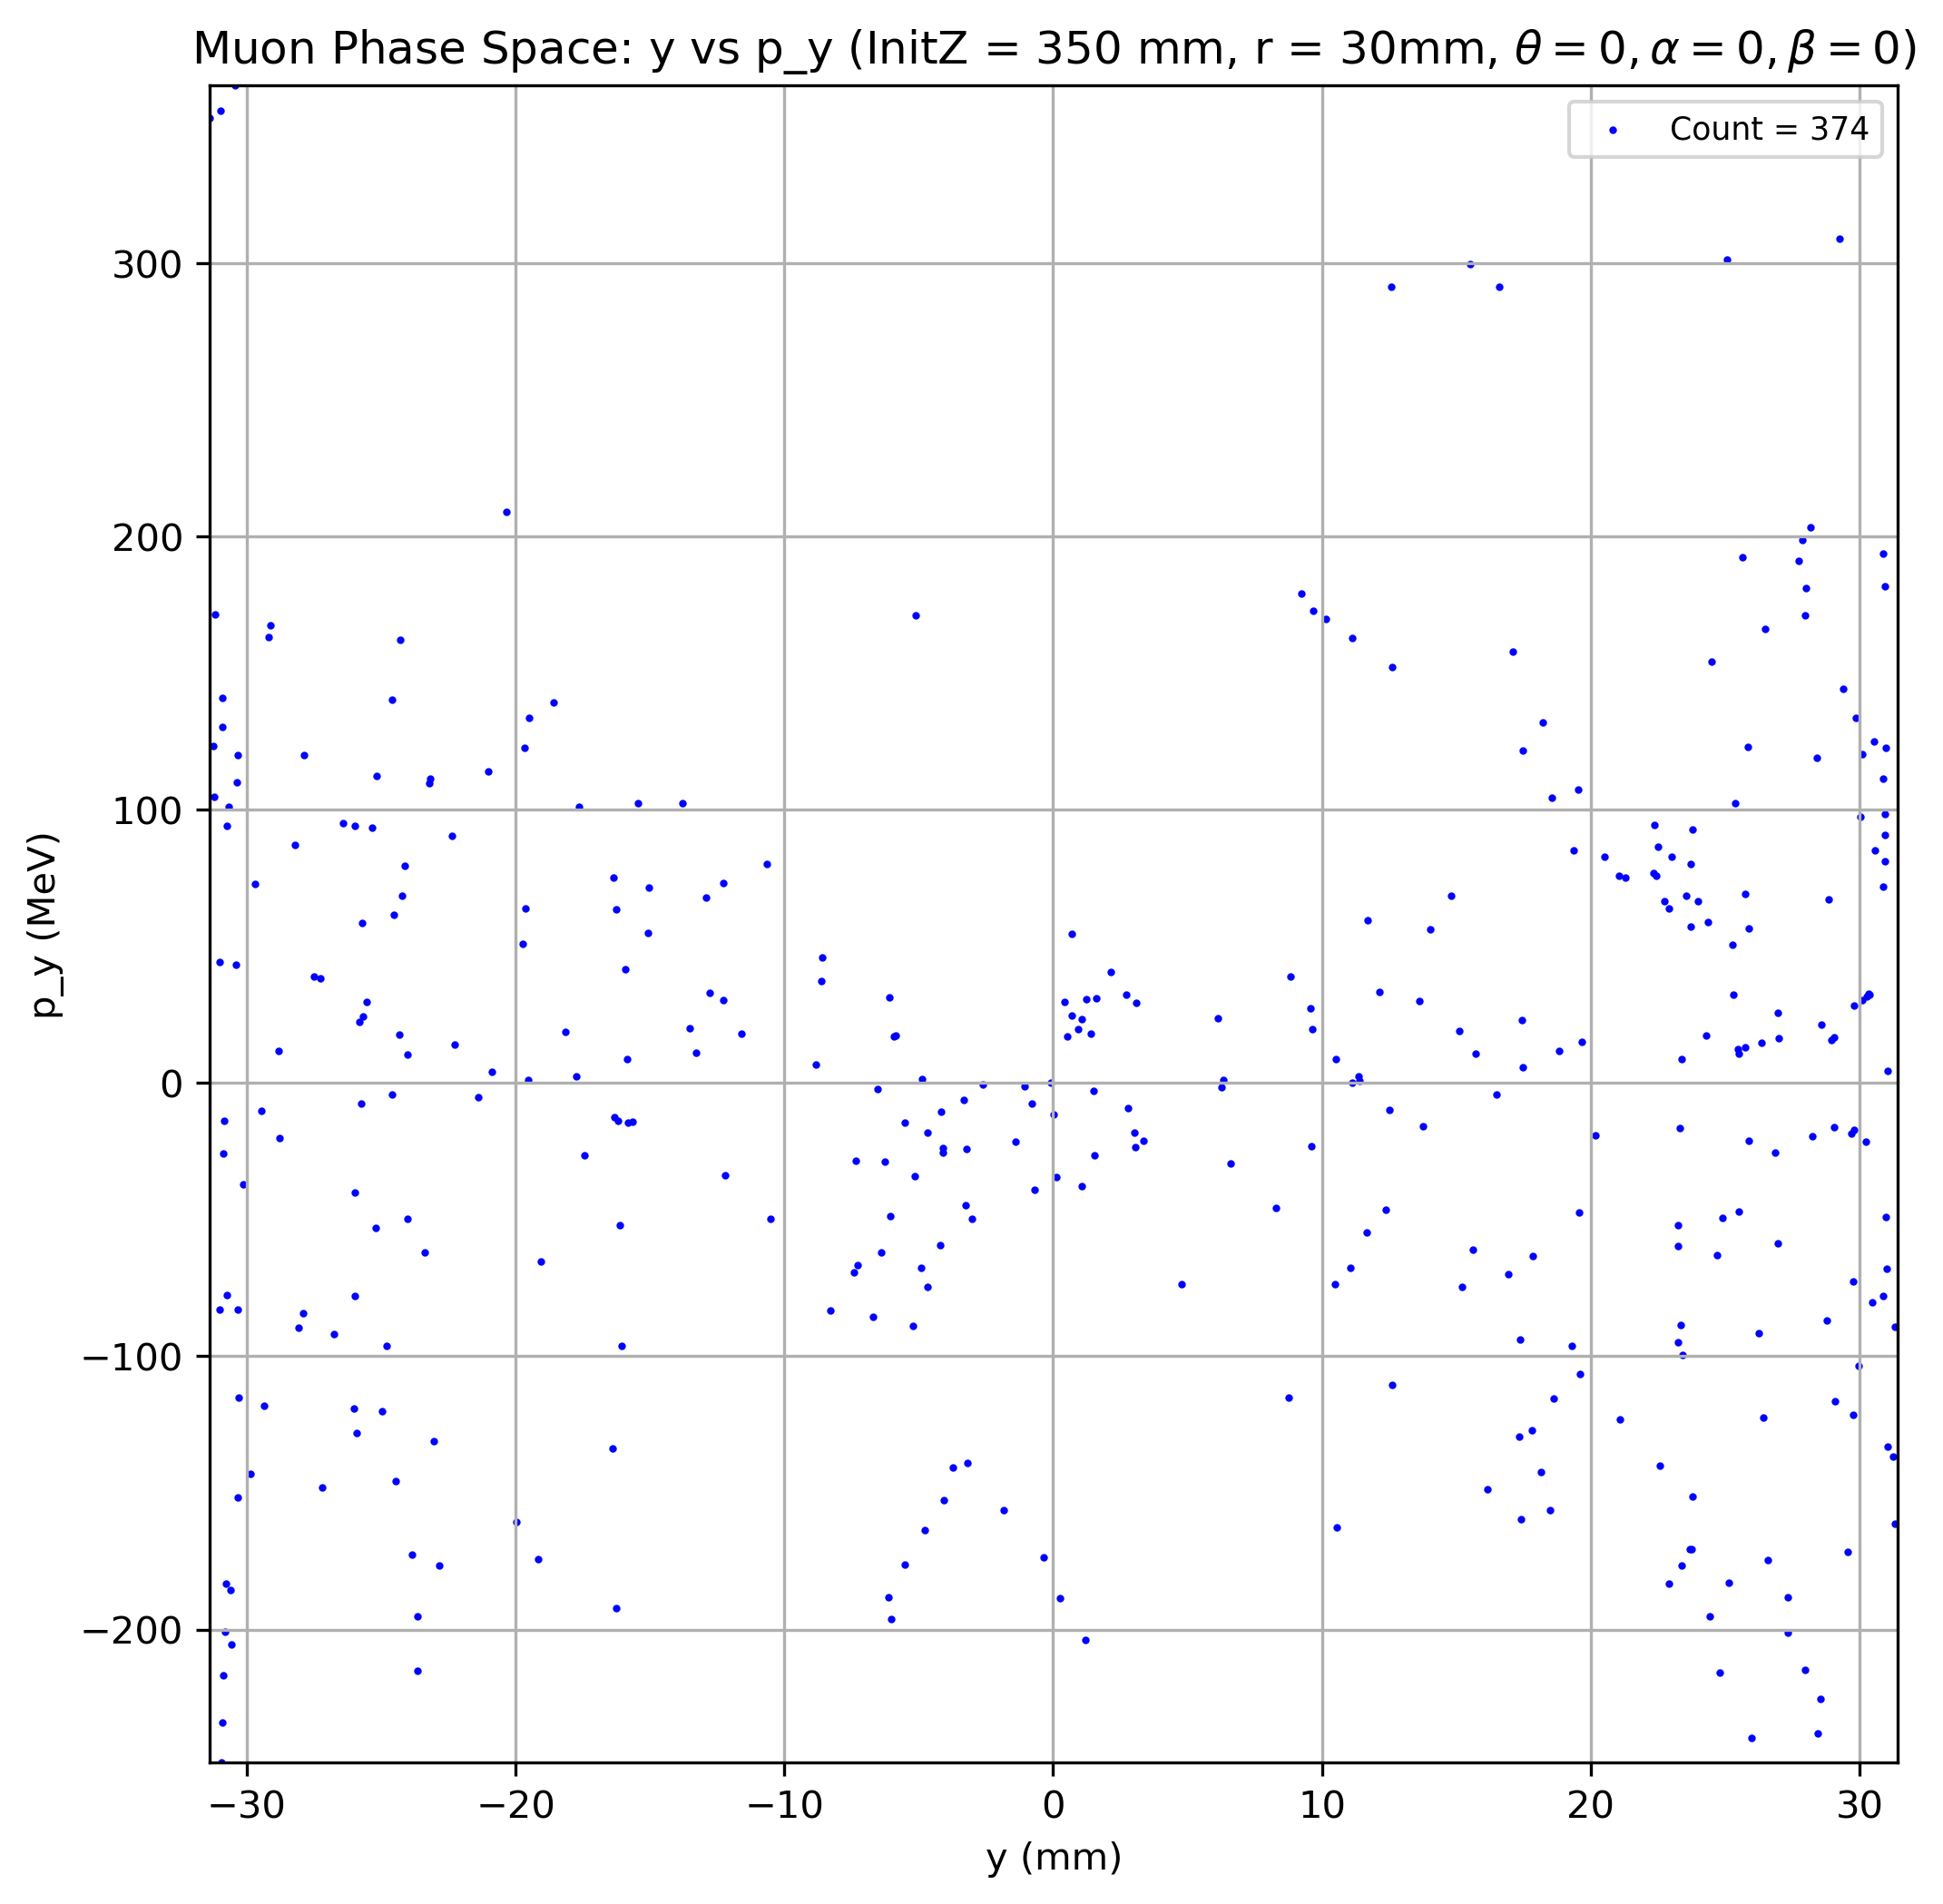 Muon Phase Space: y vs p_y (InitZ = 350 mm, r = 30mm, θ = 0, α = 0, β = 0)
Count = 374
300
200
100
0
−100
−200
p_y (MeV)
−30 −20 −10 0 10 20 30
y (mm)